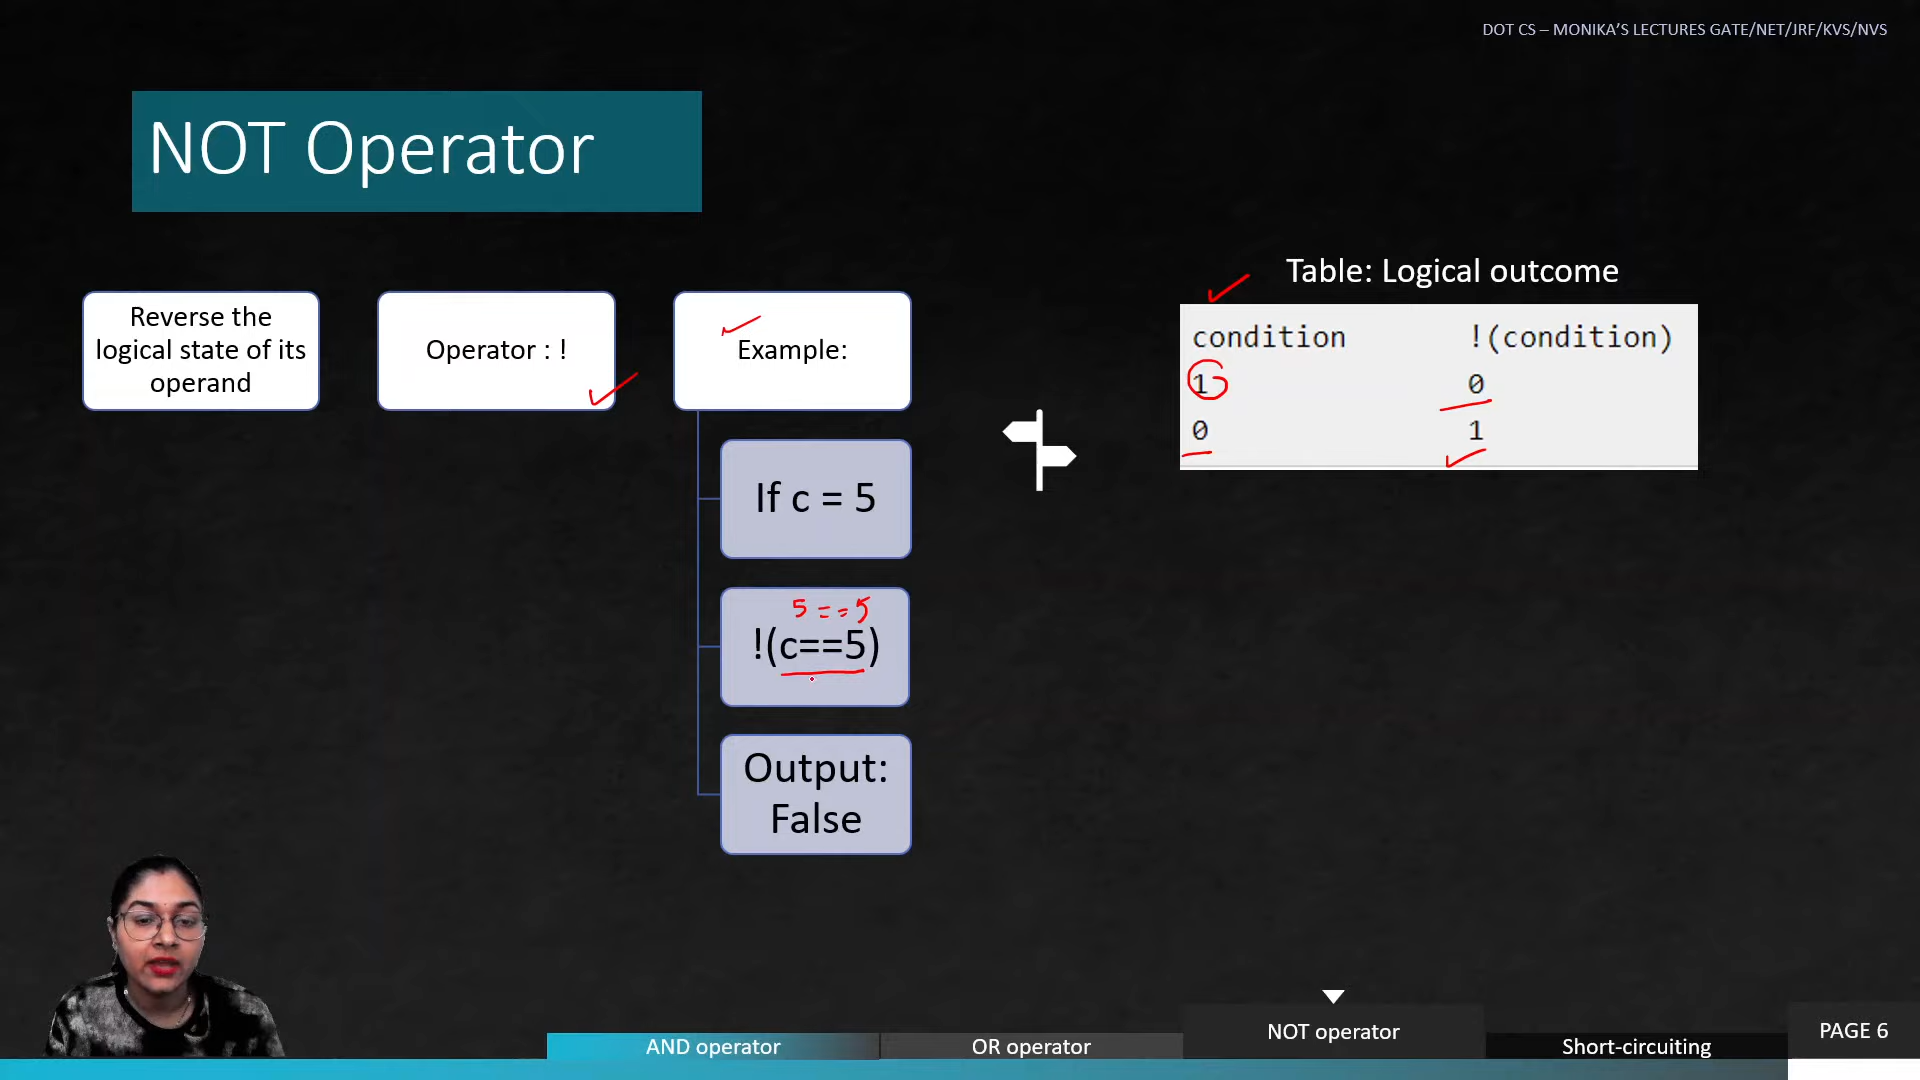 DOT CS – MONIKA'S LECTURES GATE/NET/JRF/KVS/NVS
NOT Operator
Reverse the
logical state of its
operand
Operator : !
Example:
If c = 5
5 == 5
!(c==5)
Output:
False
Table: Logical outcome
condition !(condition)
1 0
0 1
AND operator
OR operator
NOT operator
Short-circuiting
PAGE 6